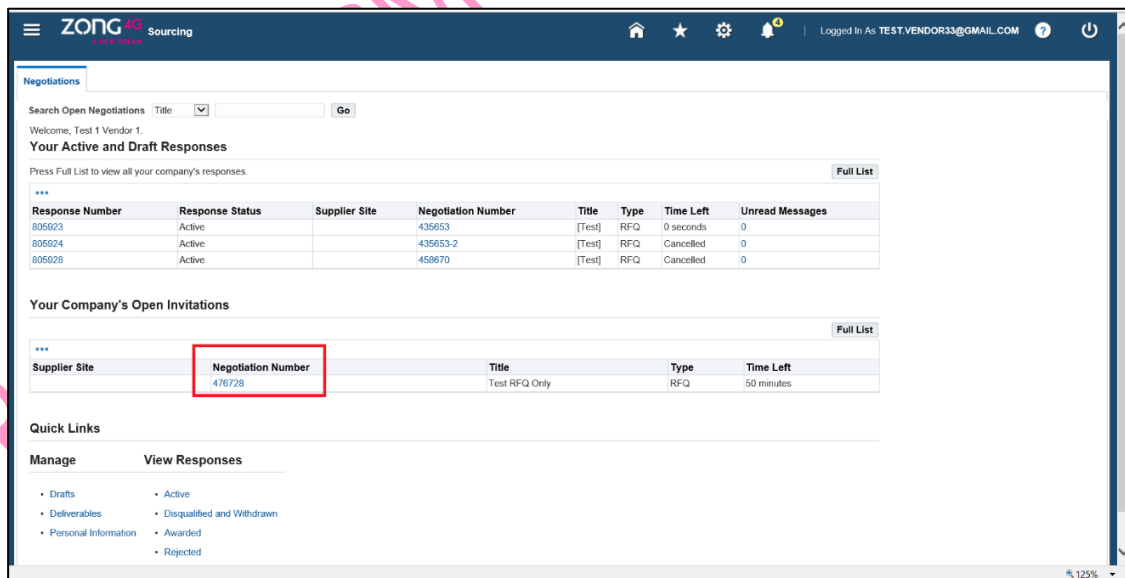 ZONG 4G Sourcing
A NEW DREAM
4
Logged In As TEST.VENDOR33@GMAIL.COM
?
Negotiations
Search Open Negotiations Title Go
Welcome, Test 1 Vendor 1.
Your Active and Draft Responses
Press Full List to view all your company's responses.
Full List
Response Number Response Status Supplier Site Negotiation Number Title Type Time Left Unread Messages
805923 Active 435653 [Test] RFQ 0 seconds 0
805924 Active 435653-2 [Test] RFQ Cancelled 0
805928 Active 458670 [Test] RFQ Cancelled 0
Your Company's Open Invitations
Full List
Supplier Site Negotiation Number Title Type Time Left
476728 Test RFQ Only RFQ 50 minutes
Quick Links
Manage View Responses
• Drafts • Active
• Deliverables • Disqualified and Withdrawn
• Personal Information • Awarded
• Rejected
125%